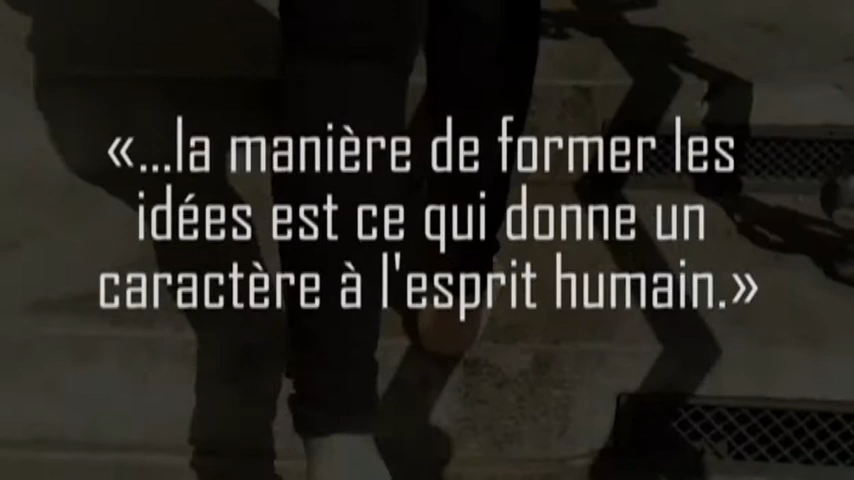 «...la manière de former les
idées est ce qui donne un
caractère à l'esprit humain.»